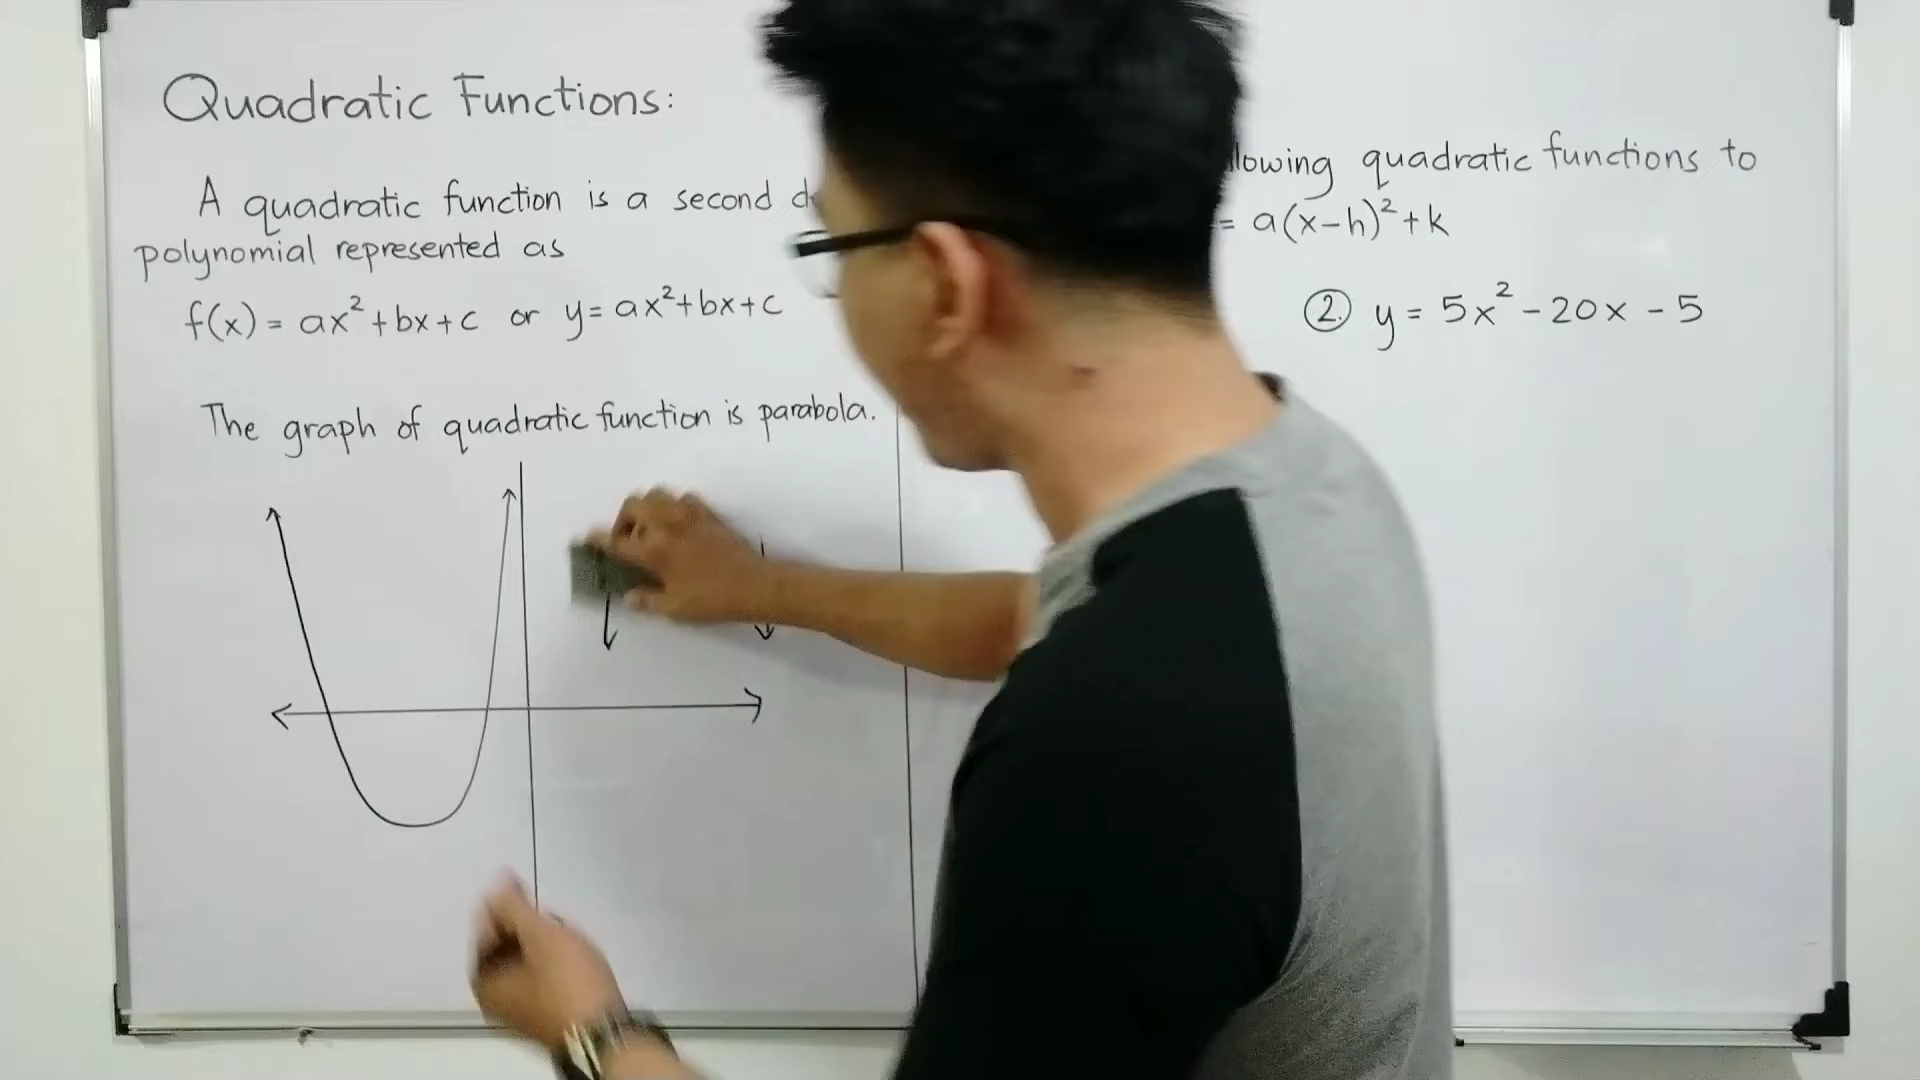 Quadratic Functions:
A quadratic function is a second
polynomial represented as
f(x) = ax² + bx + c or y = ax² + bx + c
The graph of quadratic function is parabola.
quadratic functions to
= a(x-h)² + k
②. y = 5x² - 20x - 5